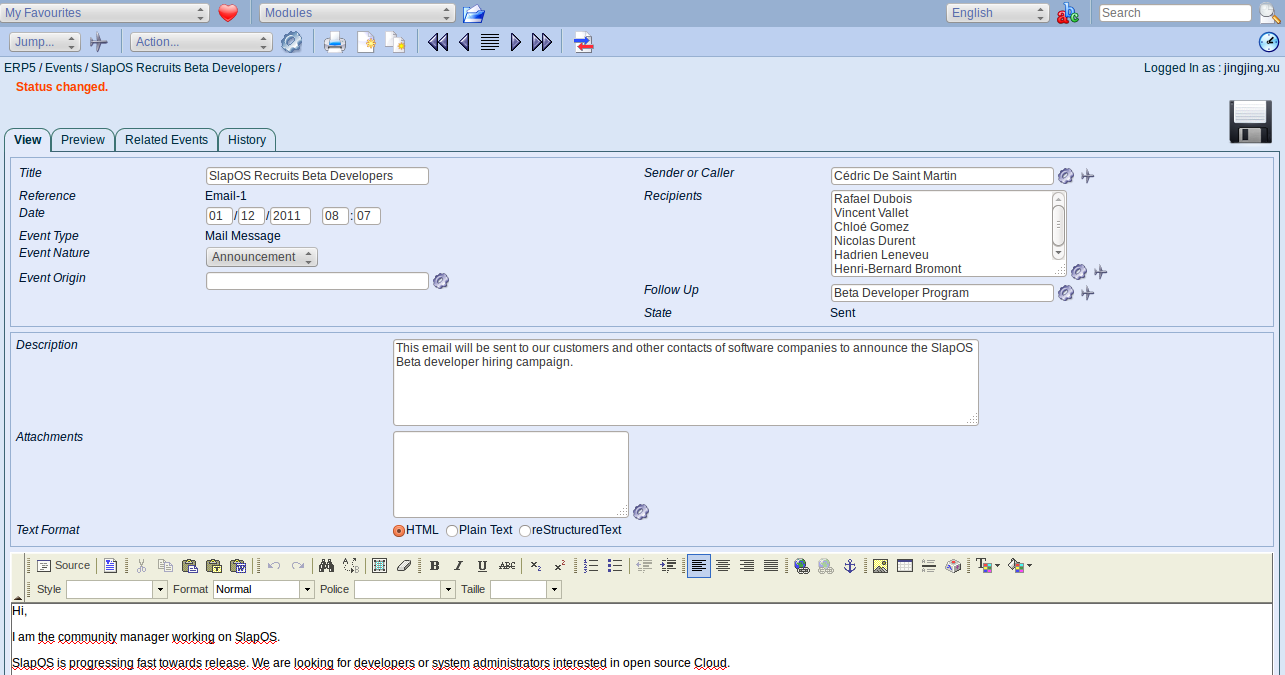 My Favourites Modules English Search
Jump... Action...
ERP5 / Events / SlapOS Recruits Beta Developers / Logged In as : jingjing.xu
Status changed.
View Preview Related Events History
Title SlapOS Recruits Beta Developers
Reference Email-1
Date 01 / 12 / 2011 08 : 07
Event Type Mail Message
Event Nature Announcement
Event Origin
Sender or Caller Cédric De Saint Martin
Recipients Rafael Dubois
Vincent Vallet
Chloé Gomez
Nicolas Durent
Hadrien Leneveu
Henri-Bernard Bromont
Follow Up Beta Developer Program
State Sent
Description This email will be sent to our customers and other contacts of software companies to announce the SlapOS
Beta developer hiring campaign.
Attachments
Text Format HTML Plain Text reStructuredText
Source B I U ABC x₂ x²
Style Format Normal Police Taille
Hi,
I am the community manager working on SlapOS.
SlapOS is progressing fast towards release. We are looking for developers or system administrators interested in open source Cloud.